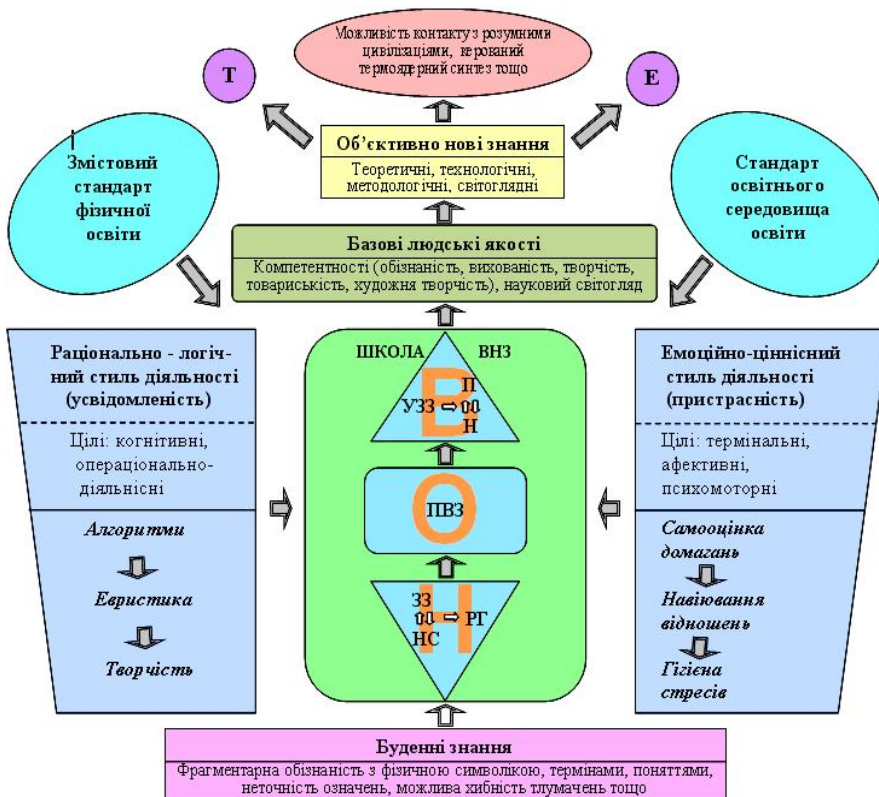 Можливість контакту з розумними
цивілізаціями, керований
термоядерний синтез тощо
Т
Е
Об’єктивно нові знання
Теоретичні, технологічні,
методологічні, світоглядні
Змістовий
стандарт
фізичної
освіти
Стандарт
освітнього
середовища
освіти
Базові людські якості
Компетентності (обізнаність, вихованість, творчість,
товариськість, художня творчість), науковий світогляд
Раціонально - логіч-
ний стиль діяльності
(усвідомленість)
Цілі: когнітивні,
операціонально-
діяльнісні
Алгоритми
Евристика
Творчість
ШКОЛА
ВНЗ
В
П
УЗЗ
Н
О
ПВЗ
Н
ЗЗ
РГ
НС
Емоційно-ціннісний
стиль діяльності
(пристрасність)
Цілі: термінальні,
афективні,
психомоторні
Самооцінка
домагань
Навіювання
відношень
Гігієна
стресів
Буденні знання
Фрагментарна обізнаність з фізичною символікою, термінами, поняттями,
неточність означень, можлива хибність тлумачень тощо